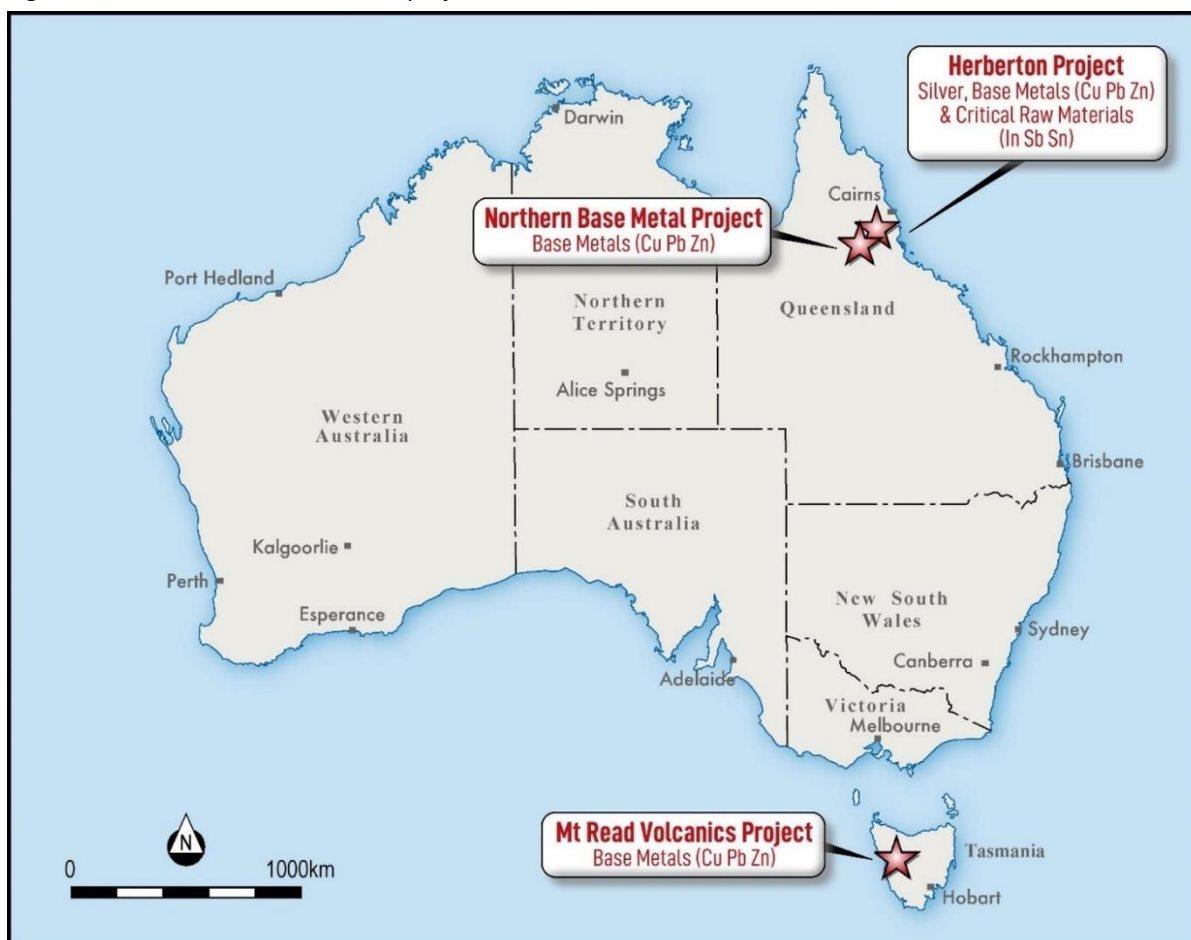 Herberton Project
Silver, Base Metals (Cu Pb Zn)
& Critical Raw Materials
(In Sb Sn)
Darwin
Cairns
Northern Base Metal Project
Base Metals (Cu Pb Zn)
Port Hedland
Northern
Territory
Queensland
Rockhampton
Alice Springs
Western
Australia
Brisbane
South
Australia
Kalgoorlie
Perth
New South
Wales
Esperance
Sydney
Canberra
Adelaide
Victoria
Melbourne
Mt Read Volcanics Project
Base Metals (Cu Pb Zn)
Tasmania
Hobart
N
0
1000km